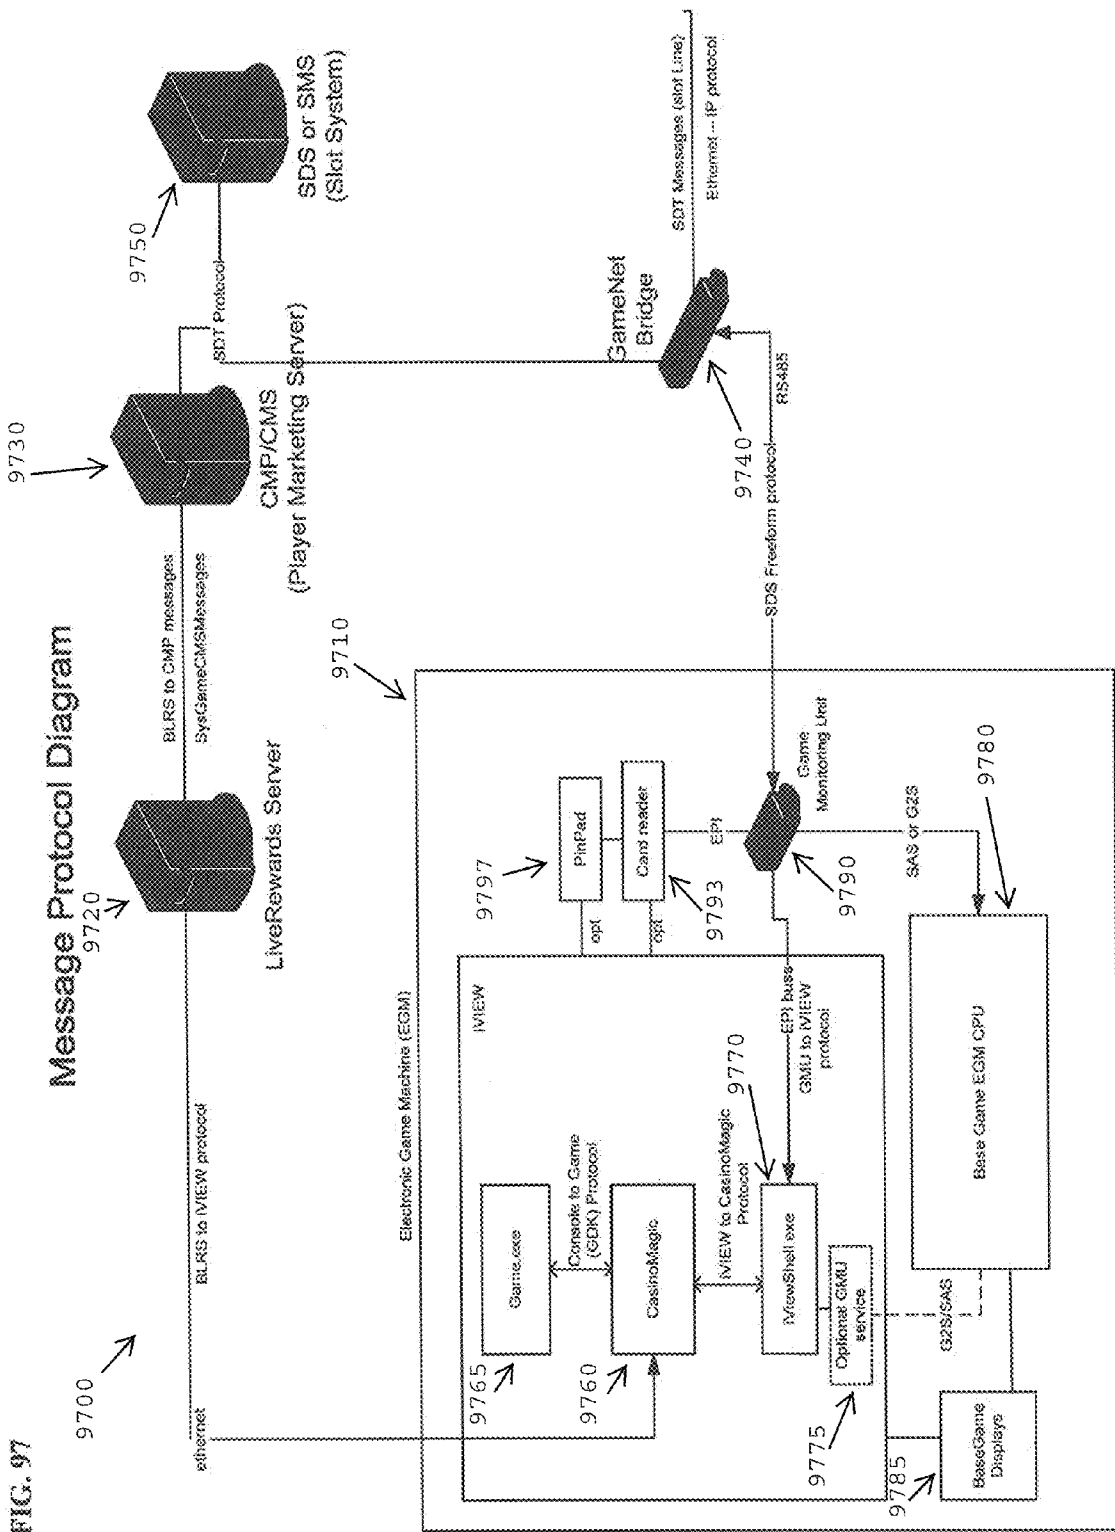 FIG. 97
Message Protocol Diagram
9700
9720
LiveRewards Server
BLRS to iVIEW protocol
ethernet
BLRS to CMP messages
SysGameCMSMessages
9730
CMP/CMS
(Player Marketing Server)
SDT Protocol
9750
SDS or SMS
(Slot System)
GameNet
Bridge
9740
SDT Messages (slot Line)
Ethernet -- IP protocol
SDS Freeform protocol
RS485
9710
Electronic Game Machine (EGM)
iVIEW
9797
PinPad
Card reader
9793
opt
opt
EPI
Game
Monitoring Unit
9790
SAS or G2S
9780
Base Game EGM CPU
EPI buss
GMU to iVIEW
protocol
9765
Game.exe
Console to Game
(GDK) Protocol
9760
CasinoMagic
iVIEW to CasinoMagic
Protocol
9770
iViewShell.exe
Optional GMU
service
9775
G2S/SAS
9785
BaseGame
Displays